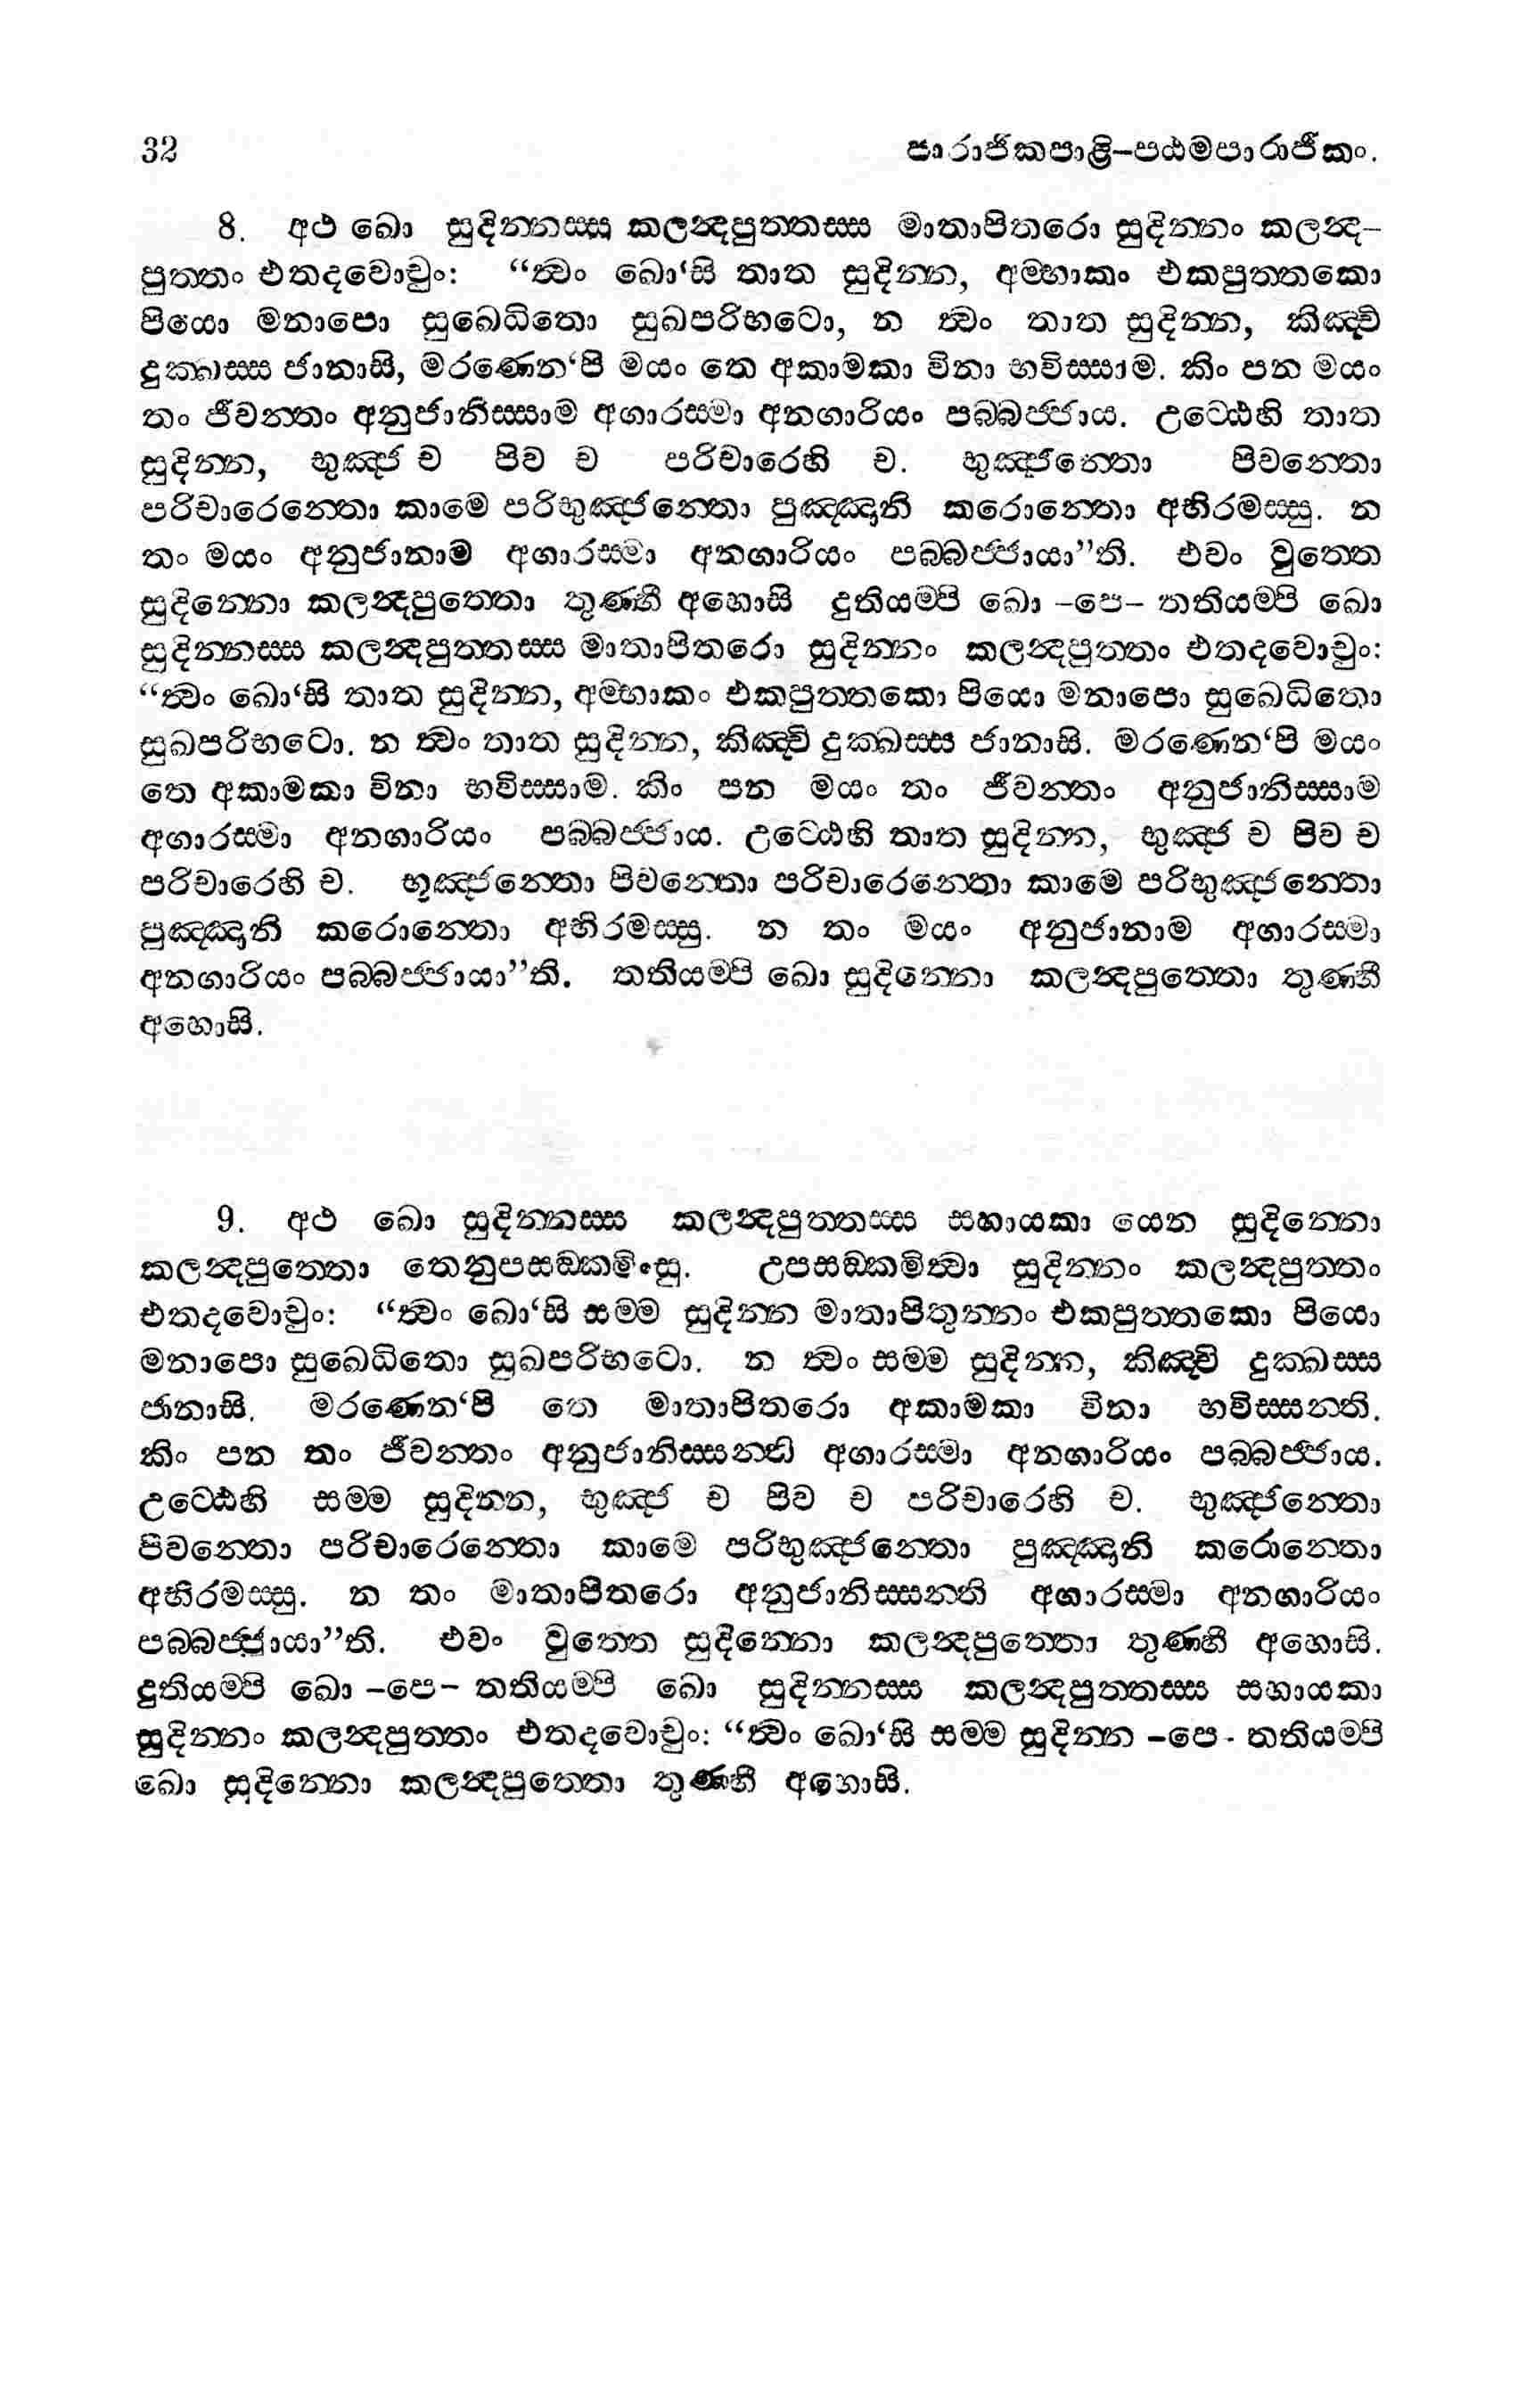 32 පාරාජිකපාළි–පඨමපාරාජිකං.
8. අථ ඛො සුදින්නස්ස කලන්දපුත්තස්ස මාතාපිතරො සුදින්නං කලන්ද–
පුත්තං එතදවොචුං: “ත්වං ඛො‘සි තාත සුදින්න, අම්හාකං එකපුත්තකො
පියො මනාපො සුඛෙධිතො සුඛපරිභටො, න ත්වං තාත සුදින්න, කිඤ්චි
දුක්ඛස්ස ජානාසි, මරණෙන‘පි මයං තෙ අකාමකා විනා භවිස්සාම. කිං පන මයං
තං ජීවන්තං අනුජානිස්සාම අගාරස්මා අනගාරියං පබ්බජ්ජාය. උට්ඨෙහි තාත
සුදින්න, භුඤ්ජ ච පිව ච පරිචාරෙහි ච. භුඤ්ජන්තො පිවන්තො
පරිචාරෙන්තො කාමෙ පරිභුඤ්ජන්තො පුඤ්ඤානි කරොන්තො අභිරමස්සු. න
තං මයං අනුජානාම අගාරස්මා අනගාරියං පබ්බජ්ජායා”ති. එවං වුත්තෙ
සුදින්නො කලන්දපුත්තො තුණ්හී අහොසි දුතියම්පි ඛො –පෙ– තතියම්පි ඛො
සුදින්නස්ස කලන්දපුත්තස්ස මාතාපිතරො සුදින්නං කලන්දපුත්තං එතදවොචුං:
“ත්වං ඛො‘සි තාත සුදින්න, අම්හාකං එකපුත්තකො පියො මනාපො සුඛෙධිතො
සුඛපරිභටො. න ත්වං තාත සුදින්න, කිඤ්චි දුක්ඛස්ස ජානාසි. මරණෙන‘පි මයං
තෙ අකාමකා විනා භවිස්සාම. කිං පන මයං තං ජීවන්තං අනුජානිස්සාම
අගාරස්මා අනගාරියං පබ්බජ්ජාය. උට්ඨෙහි තාත සුදින්න, භුඤ්ජ ච පිව ච
පරිචාරෙහි ච. භූඤ්ජන්තො පිවන්තො පරිචාරෙන්තො කාමෙ පරිභුඤ්ජන්තො
පුඤ්ඤානි කරොන්තො අභිරමස්සු. න තං මයං අනුජානාම අගාරස්මා
අනගාරියං පබ්බජ්ජායා”ති. තතියම්පි ඛො සුදින්නො කලන්දපුත්තො තුණ්හී
අහොසි.
9. අථ ඛො සුදින්නස්ස කලන්දපුත්තස්ස සහායකා යෙන සුදින්නො
කලන්දපුත්තො තෙනුපසඞ්කමිංසු. උපසඞ්කමිත්වා සුදින්නං කලන්දපුත්තං
එතදවොචුං: “ත්වං ඛො‘සි සම්ම සුදින්න මාතාපිතුන්නං එකපුත්තකො පියො
මනාපො සුඛෙධිතො සුඛපරිභටො. න ත්වං සම්ම සුදින්න, කිඤ්චි දුක්ඛස්ස
ජානාසි. මරණෙන‘පි තෙ මාතාපිතරො අකාමකා විනා භවිස්සන්ති.
කිං පන තං ජීවන්තං අනුජානිස්සන්ති අගාරස්මා අනගාරියං පබ්බජ්ජාය.
උට්ඨෙහි සම්ම සුදින්න, භුඤ්ජ ච පිව ච පරිචාරෙහි ච. භුඤ්ජන්තො
පිවන්තො පරිචාරෙන්තො කාමෙ පරිභුඤ්ජන්තො පුඤ්ඤානි කරොන්තො
අභිරමස්සු. න තං මාතාපිතරො අනුජානිස්සන්ති අගාරස්මා අනගාරියං
පබ්බජ්ජායා”ති. එවං වුත්තෙ සුදින්නො කලන්දපුත්තො තුණ්හී අහොසි.
දුතියම්පි ඛො –පෙ– තතියම්පි ඛො සුදින්නස්ස කලන්දපුත්තස්ස සහායකා
සුදින්නං කලන්දපුත්තං එතදවොචුං: “ත්වං ඛො‘සි සම්ම සුදින්න –පෙ- තතියම්පි
ඛො සුදින්නො කලන්දපුත්තො තුණ්හී අහොසි.